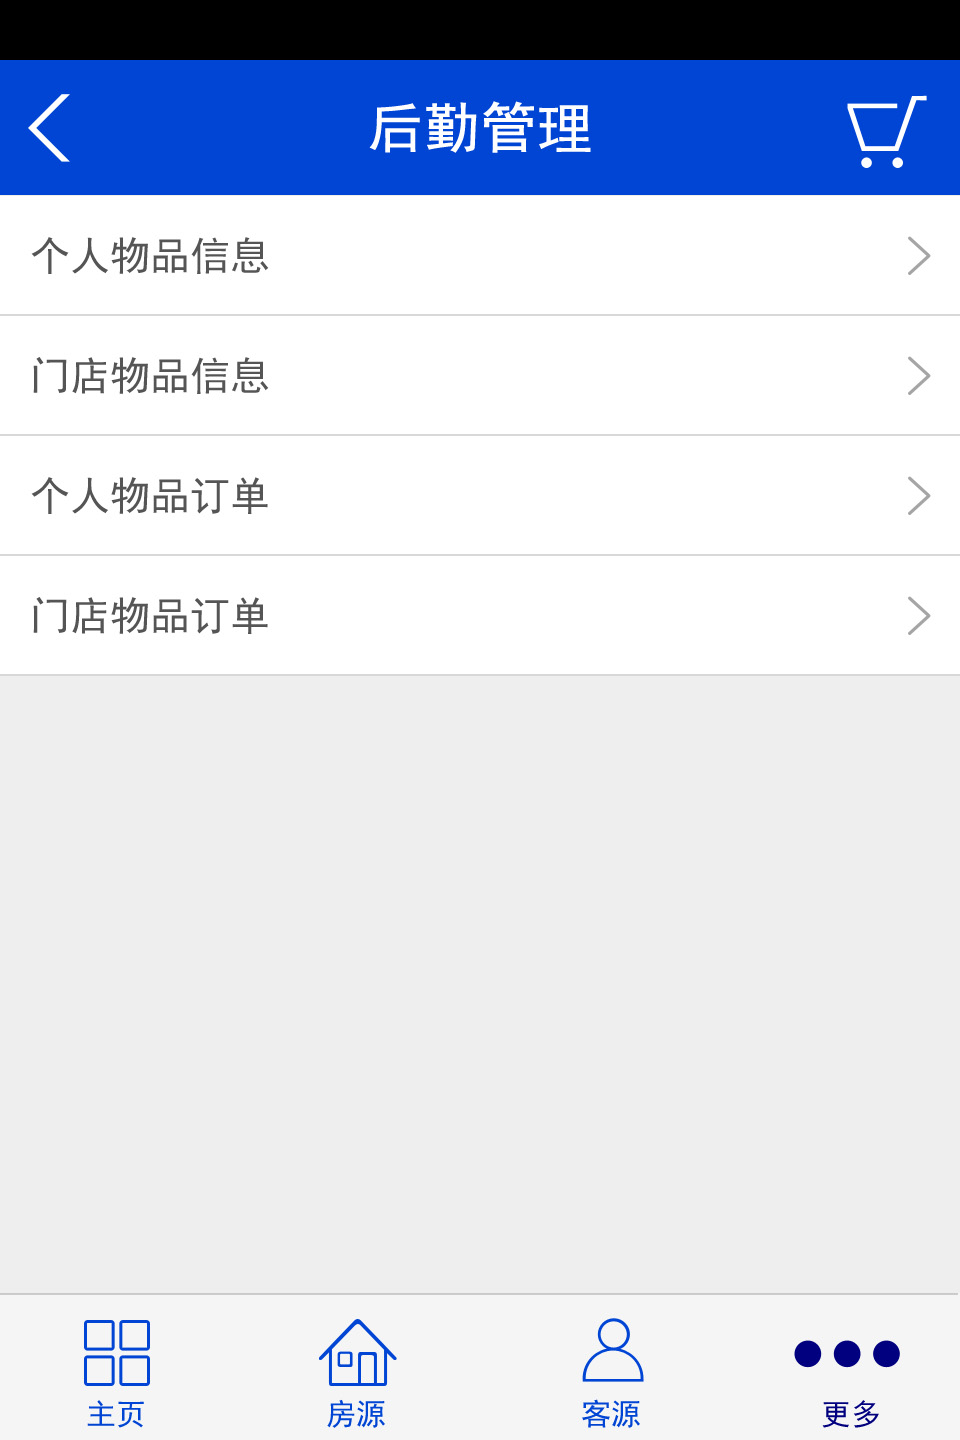 后勤管理
个人物品信息
门店物品信息
个人物品订单
门店物品订单
主页 房源 客源 更多